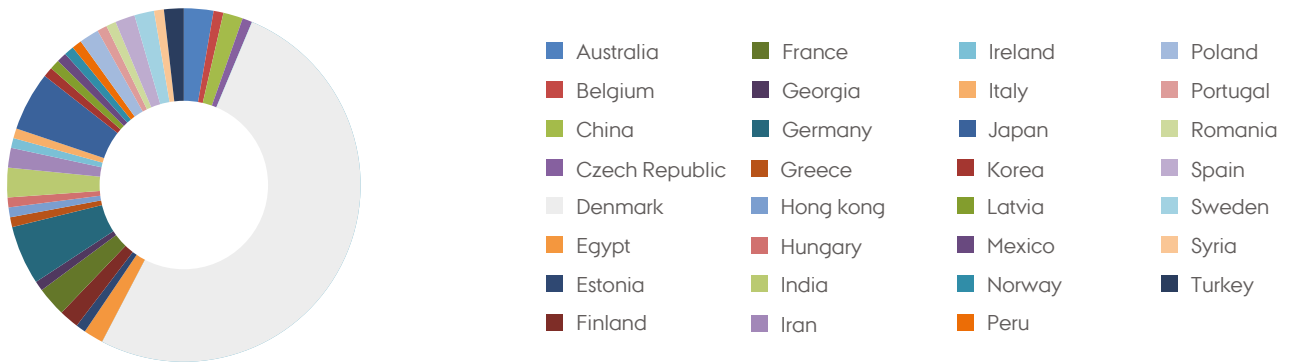 Australia
Belgium
China
Czech Republic
Denmark
Egypt
Estonia
Finland
France
Georgia
Germany
Greece
Hong kong
Hungary
India
Iran
Ireland
Italy
Japan
Korea
Latvia
Mexico
Norway
Peru
Poland
Portugal
Romania
Spain
Sweden
Syria
Turkey